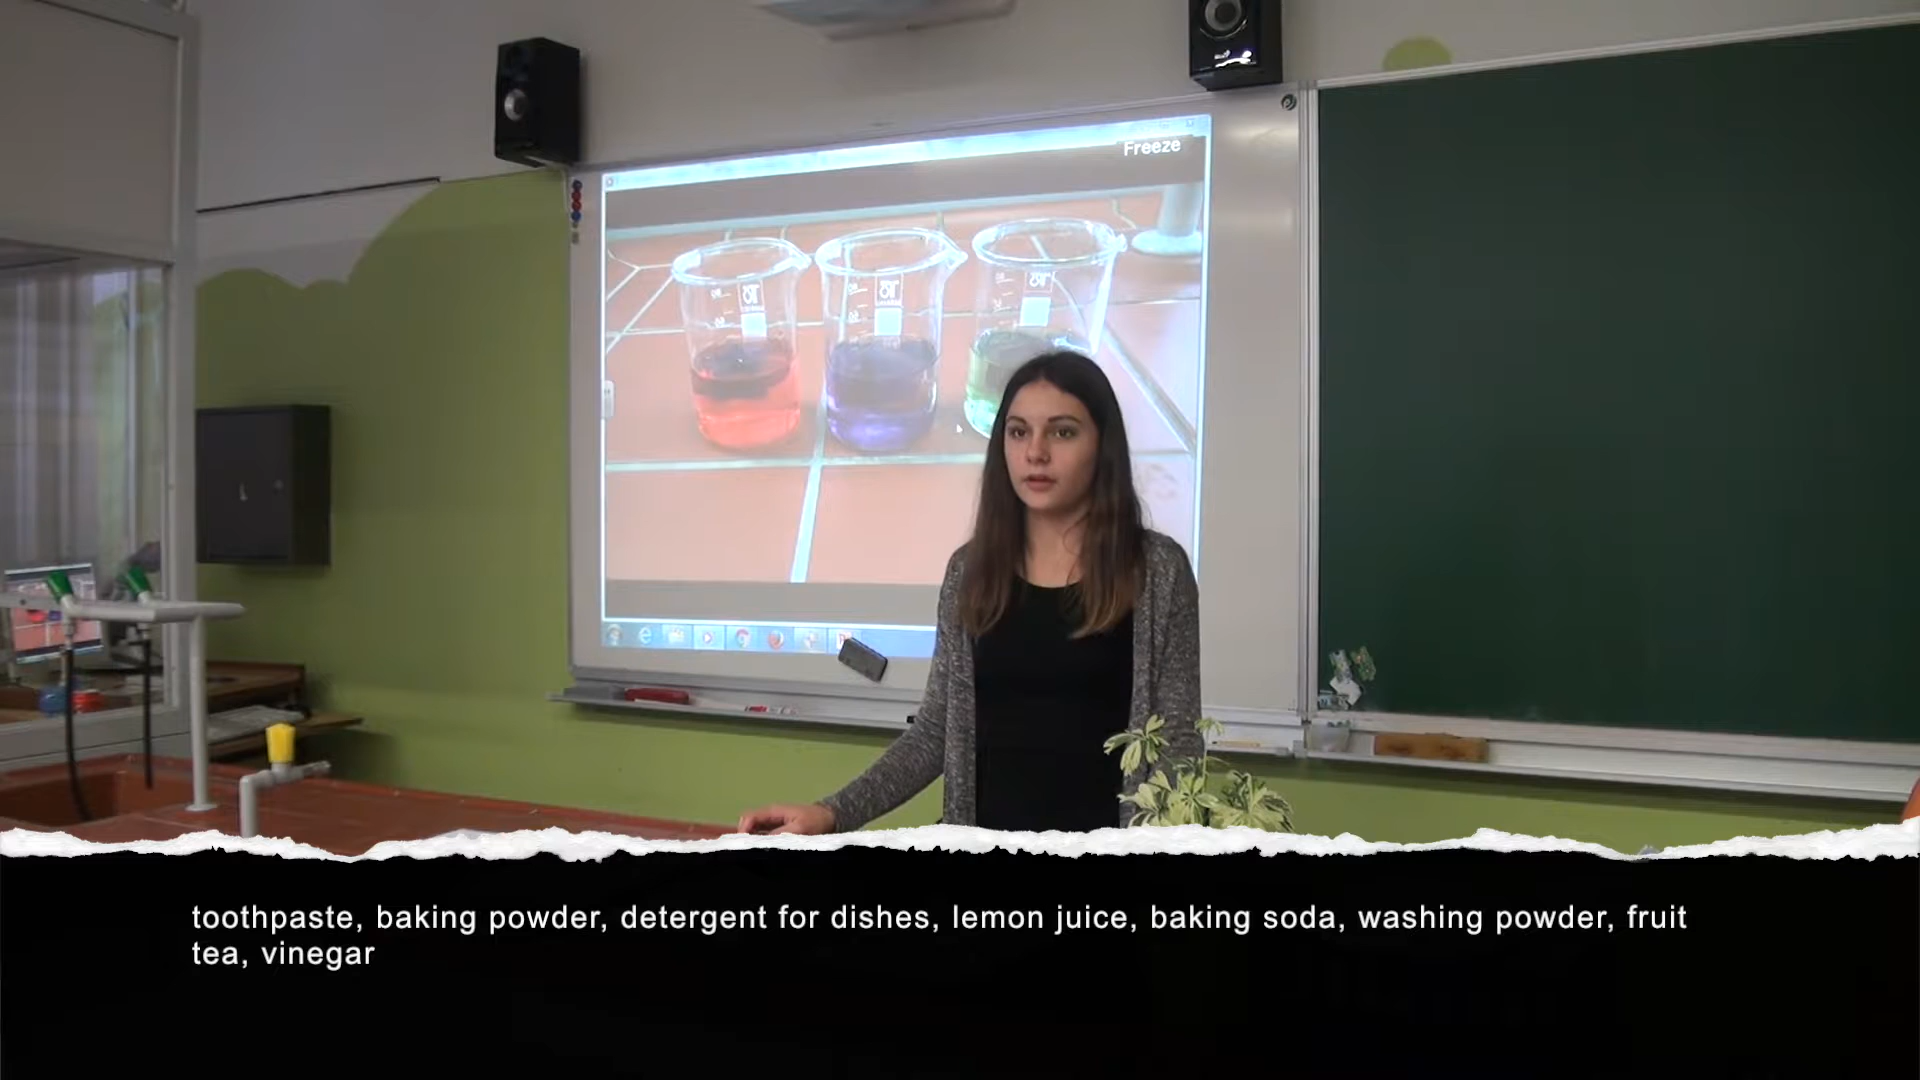 Freeze
toothpaste, baking powder, detergent for dishes, lemon juice, baking soda, washing powder, fruit
tea, vinegar